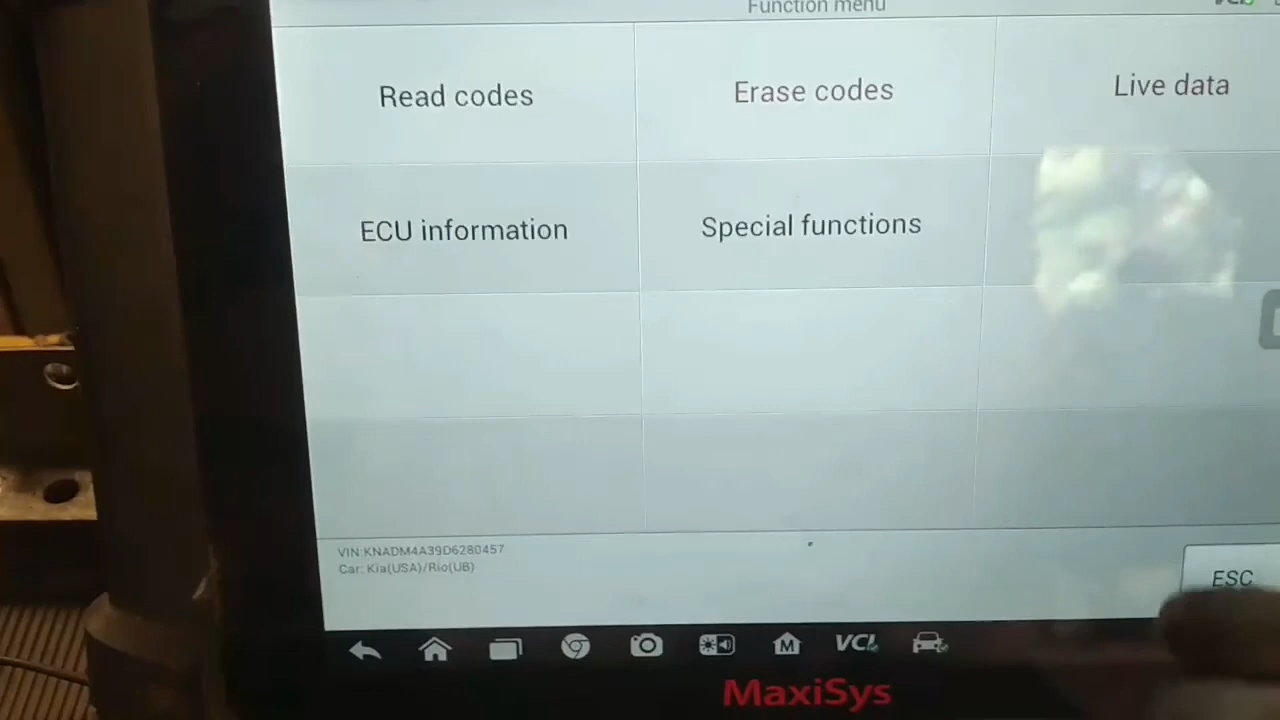 Function menu
Read codes
Erase codes
Live data
ECU information
Special functions
VIN:KNADM4A39D6280457
Car: Kia(USA)/Rio(UB)
ESC
M
VCI
MaxiSys